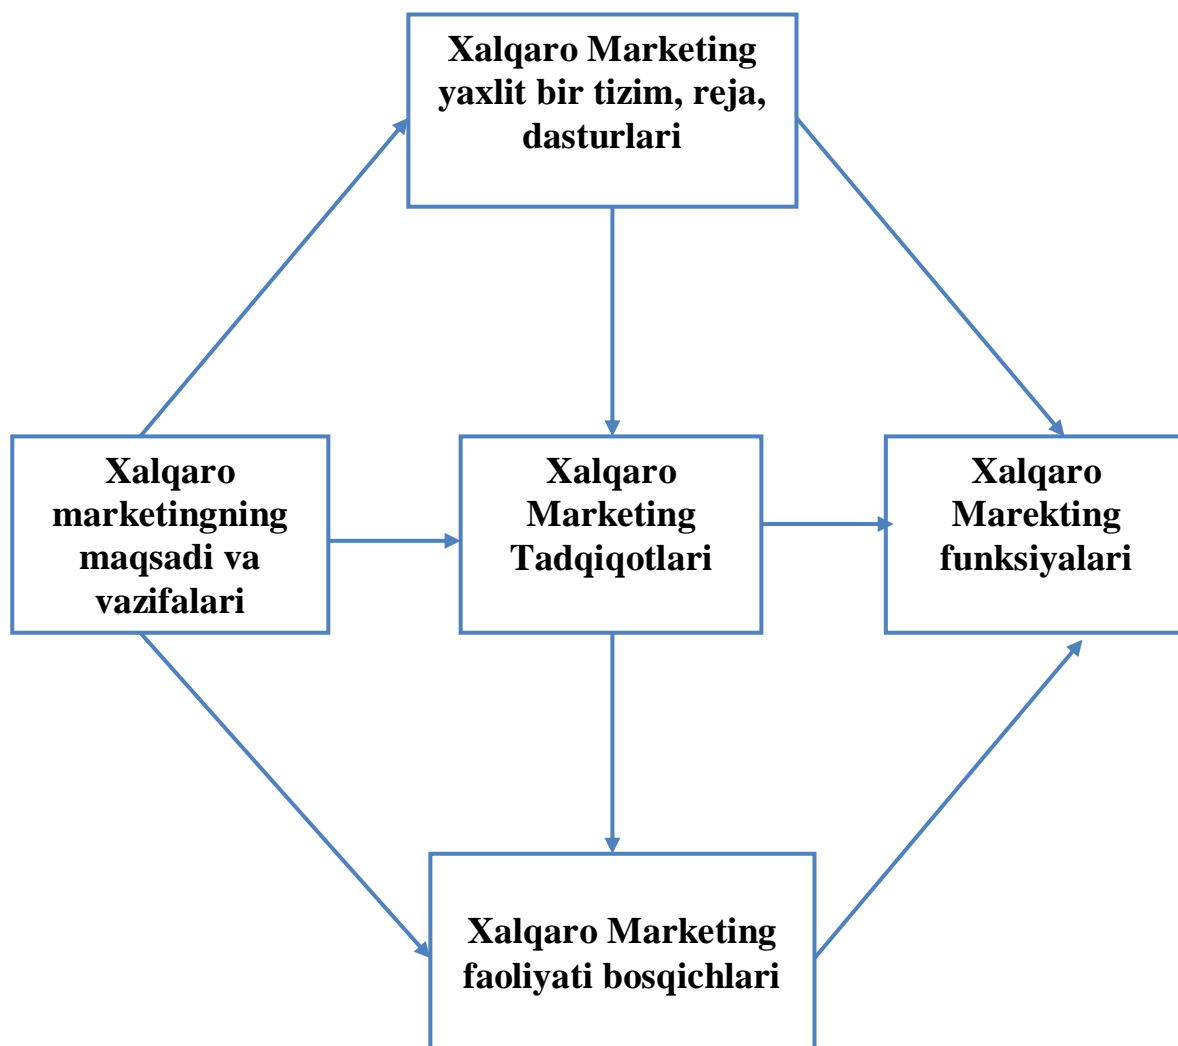 Xalqaro Marketing
yaxlit bir tizim, reja,
dasturlari
Xalqaro
marketingning
maqsadi va
vazifalari
Xalqaro
Marketing
Tadqiqotlari
Xalqaro
Marekting
funksiyalari
Xalqaro Marketing
faoliyati bosqichlari